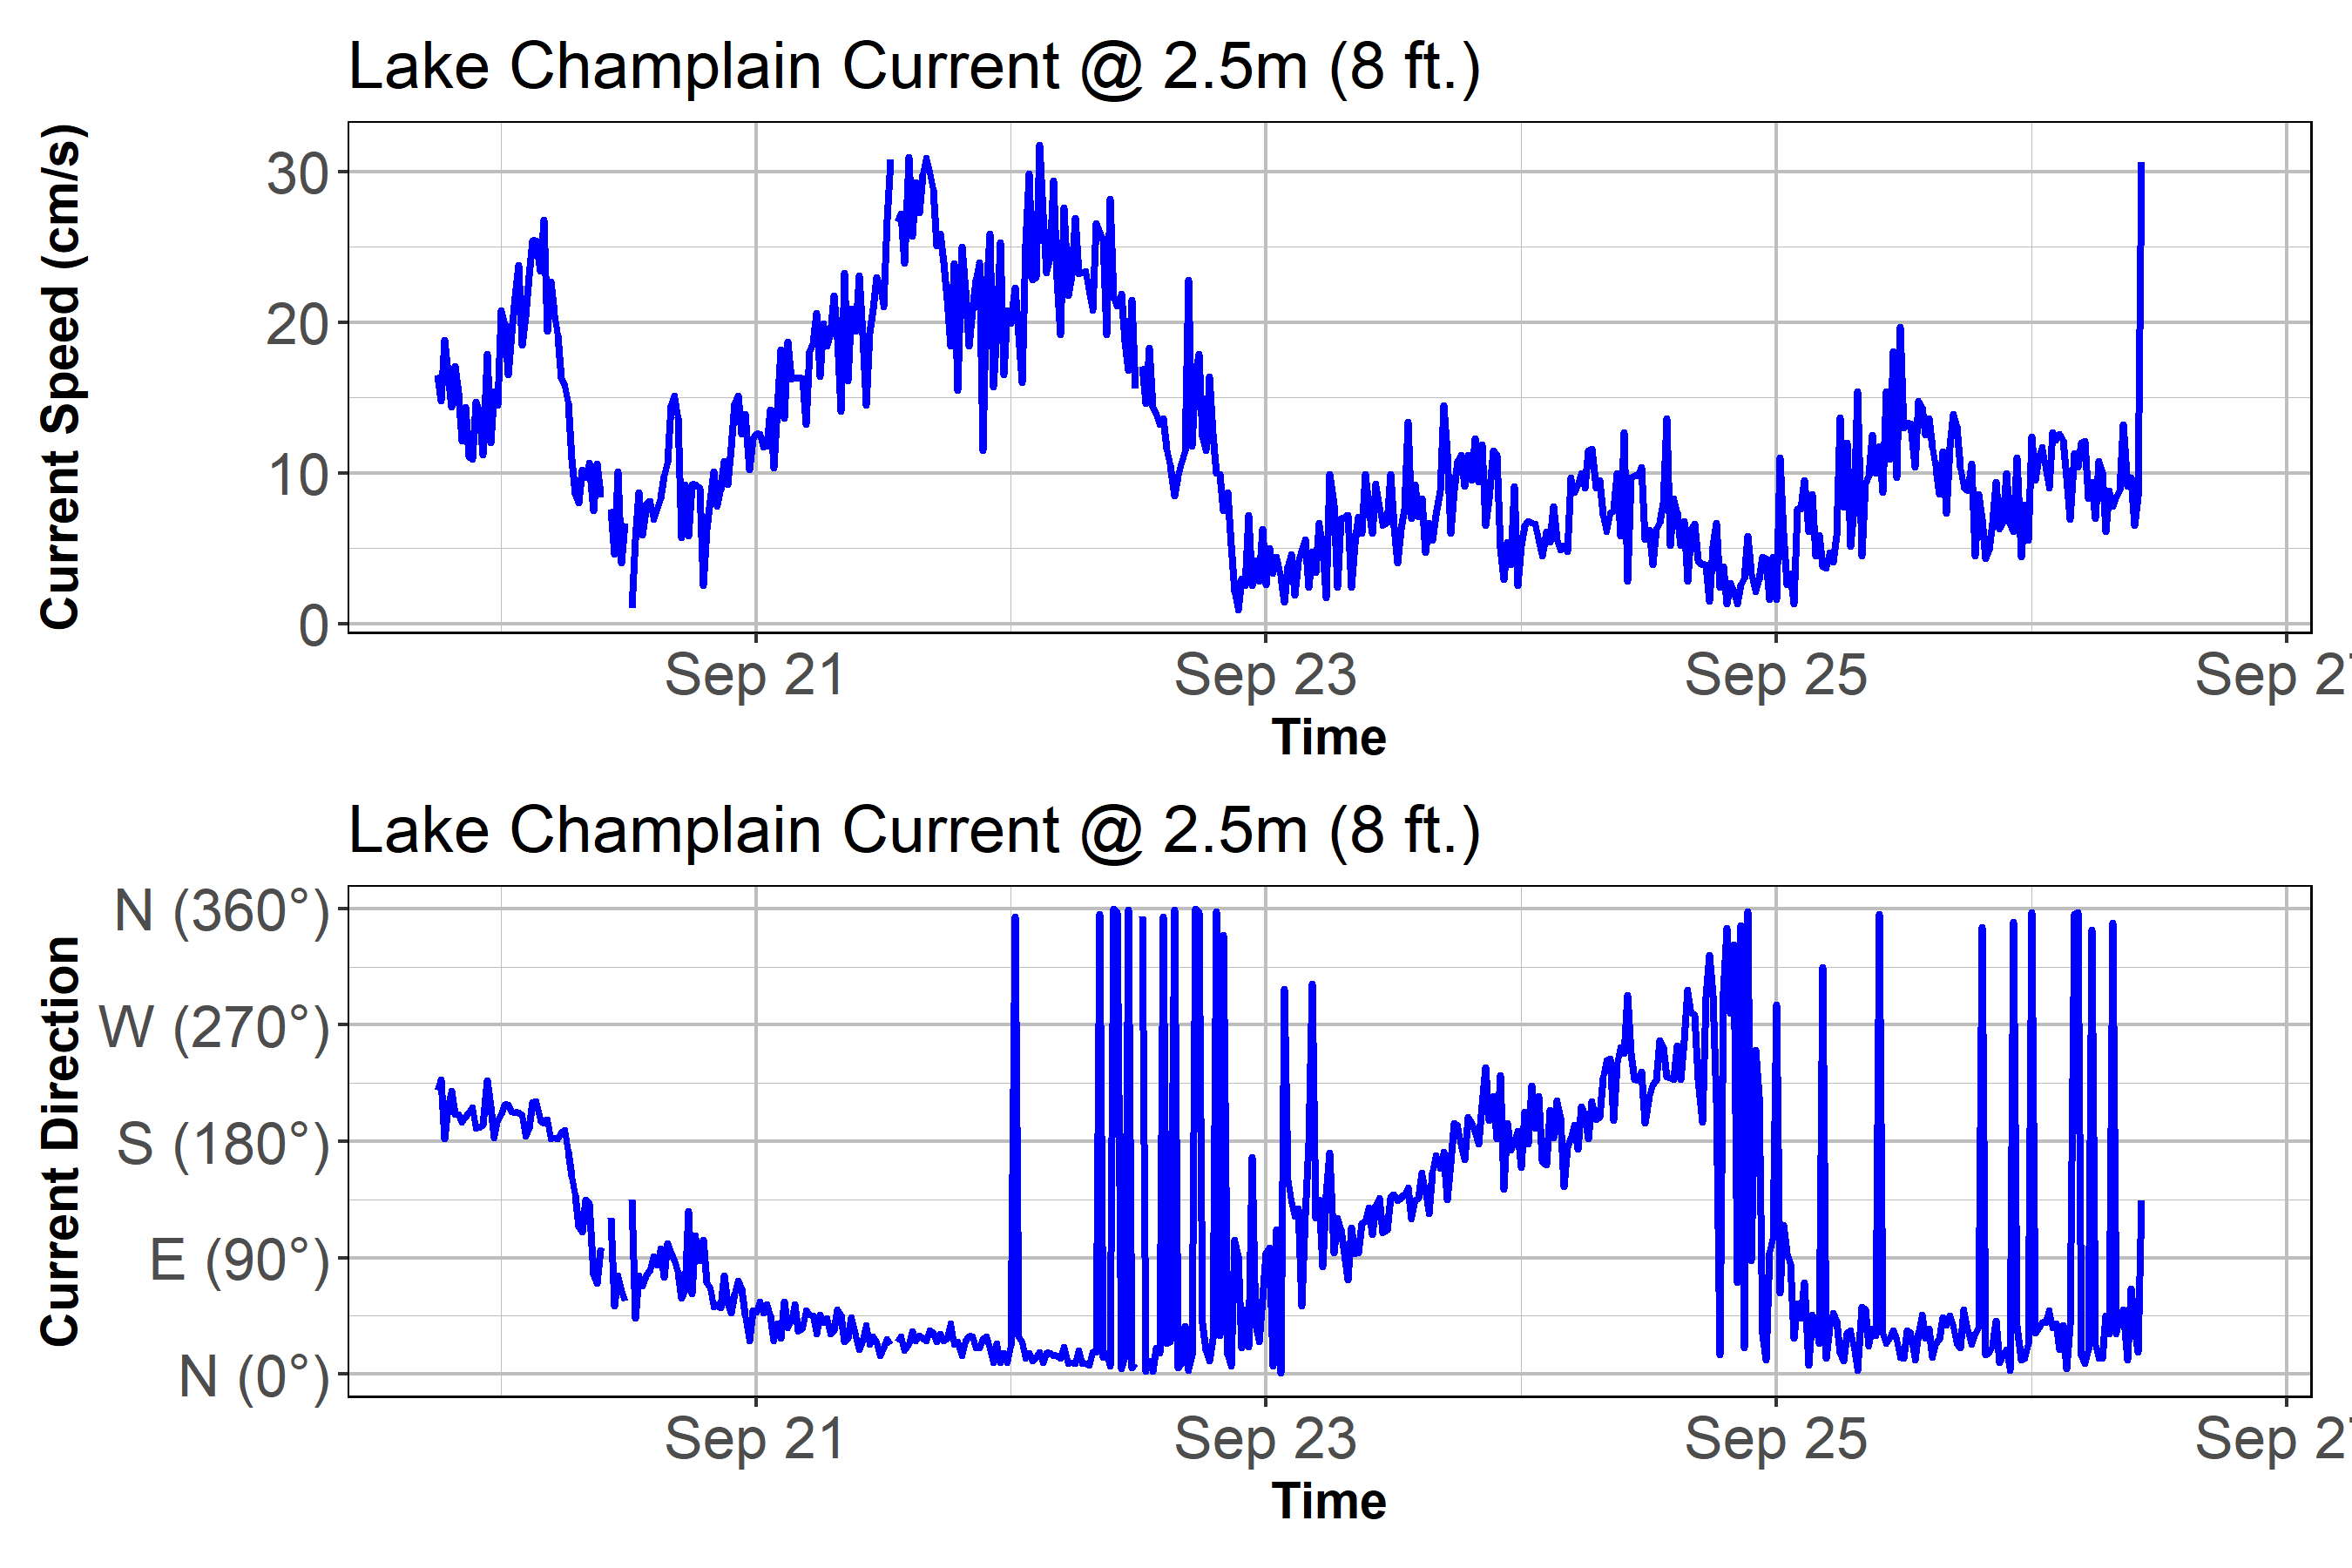 Lake Champlain Current @ 2.5m (8 ft.)
Current Speed (cm/s)
30
20
10
0
Sep 21 Sep 23 Sep 25 Sep
Time
Lake Champlain Current @ 2.5m (8 ft.)
Current Direction
N (360°)
W (270°)
S (180°)
E (90°)
N (0°)
Sep 21 Sep 23 Sep 25 Sep
Time